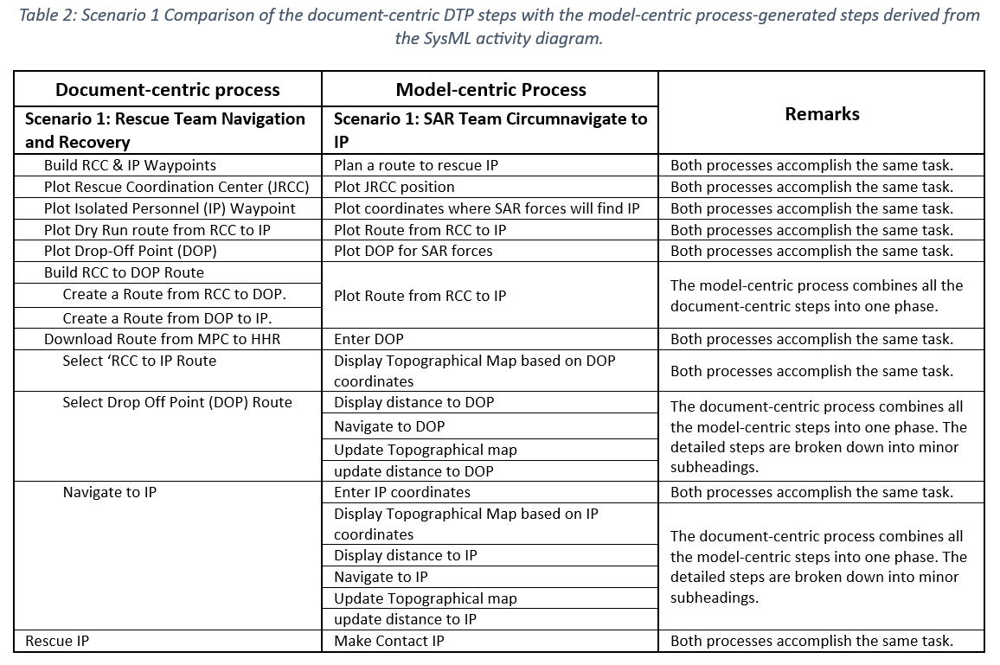 Table 2: Scenario 1 Comparison of the document-centric DTP steps with the model-centric process-generated steps derived from
the SysML activity diagram.
Document-centric process
Model-centric Process
Remarks
Scenario 1: Rescue Team Navigation
and Recovery
Scenario 1: SAR Team Circumnavigate to
IP
Build RCC & IP Waypoints
Plan a route to rescue IP
Both processes accomplish the same task.
Plot Rescue Coordination Center (JRCC)
Plot JRCC position
Both processes accomplish the same task.
Plot Isolated Personnel (IP) Waypoint
Plot coordinates where SAR forces will find IP
Both processes accomplish the same task.
Plot Dry Run route from RCC to IP
Plot Route from RCC to IP
Both processes accomplish the same task.
Plot Drop-Off Point (DOP)
Plot DOP for SAR forces
Both processes accomplish the same task.
Build RCC to DOP Route
Create a Route from RCC to DOP.
Create a Route from DOP to IP.
Plot Route from RCC to IP
The model-centric process combines all the
document-centric steps into one phase.
Download Route from MPC to HHR
Enter DOP
Both processes accomplish the same task.
Select ‘RCC to IP Route
Display Topographical Map based on DOP
coordinates
Both processes accomplish the same task.
Select Drop Off Point (DOP) Route
Display distance to DOP
Navigate to DOP
Update Topographical map
update distance to DOP
The document-centric process combines all
the model-centric steps into one phase. The
detailed steps are broken down into minor
subheadings.
Navigate to IP
Enter IP coordinates
Both processes accomplish the same task.
Display Topographical Map based on IP
coordinates
Display distance to IP
Navigate to IP
Update Topographical map
update distance to IP
The document-centric process combines all
the model-centric steps into one phase. The
detailed steps are broken down into minor
subheadings.
Rescue IP
Make Contact IP
Both processes accomplish the same task.